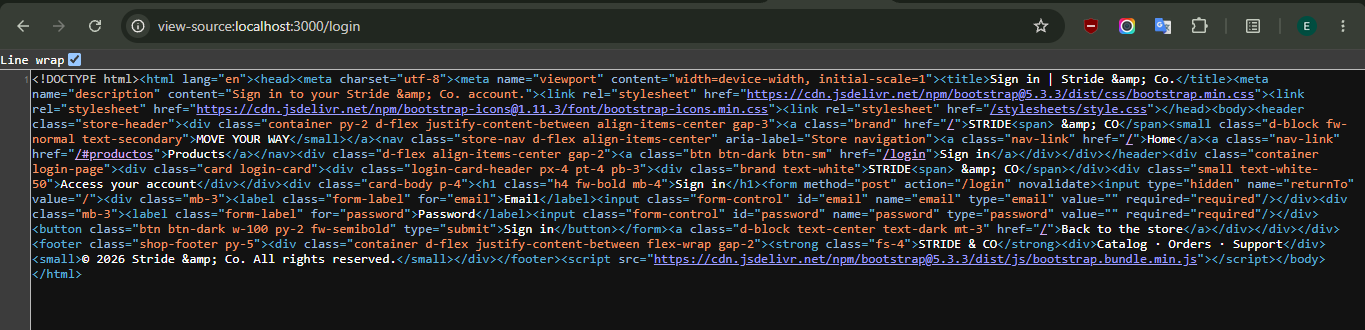 view-source:localhost:3000/login
E
Line wrap
1
<!DOCTYPE html><html lang="en"><head><meta charset="utf-8"><meta name="viewport" content="width=device-width, initial-scale=1"><title>Sign in | Stride &amp; Co.</title><meta
name="description" content="Sign in to your Stride &amp; Co. account."><link rel="stylesheet" href="https://cdn.jsdelivr.net/npm/bootstrap@5.3.3/dist/css/bootstrap.min.css"><link
rel="stylesheet" href="https://cdn.jsdelivr.net/npm/bootstrap-icons@1.11.3/font/bootstrap-icons.min.css"><link rel="stylesheet" href="/stylesheets/style.css"></head><body><header
class="store-header"><div class="container py-2 d-flex justify-content-between align-items-center gap-3"><a class="brand" href="/">STRIDE<span> &amp; CO</span><small class="d-block fw-
normal text-secondary">MOVE YOUR WAY</small></a><nav class="store-nav d-flex align-items-center" aria-label="Store navigation"><a class="nav-link" href="/">Home</a><a class="nav-link"
href="/#productos">Products</a></nav><div class="d-flex align-items-center gap-2"><a class="btn btn-dark btn-sm" href="/login">Sign in</a></div></div></header><div class="container
login-page"><div class="card login-card"><div class="login-card-header px-4 pt-4 pb-3"><div class="brand text-white">STRIDE<span> &amp; CO</span></div><div class="small text-white-
50">Access your account</div></div><div class="card-body p-4"><h1 class="h4 fw-bold mb-4">Sign in</h1><form method="post" action="/login" novalidate><input type="hidden" name="returnTo"
value="/"><div class="mb-3"><label class="form-label" for="email">Email</label><input class="form-control" id="email" name="email" type="email" value="" required="required"/></div><div
class="mb-3"><label class="form-label" for="password">Password</label><input class="form-control" id="password" name="password" type="password" value="" required="required"/></div>
<button class="btn btn-dark w-100 py-2 fw-semibold" type="submit">Sign in</button></form><a class="d-block text-center text-dark mt-3" href="/">Back to the store</a></div></div></div>
<footer class="shop-footer py-5"><div class="container d-flex justify-content-between flex-wrap gap-2"><strong class="fs-4">STRIDE & CO</strong><div>Catalog · Orders · Support</div>
<small>© 2026 Stride &amp; Co. All rights reserved.</small></div></footer><script src="https://cdn.jsdelivr.net/npm/bootstrap@5.3.3/dist/js/bootstrap.bundle.min.js"></script></body>
</html>